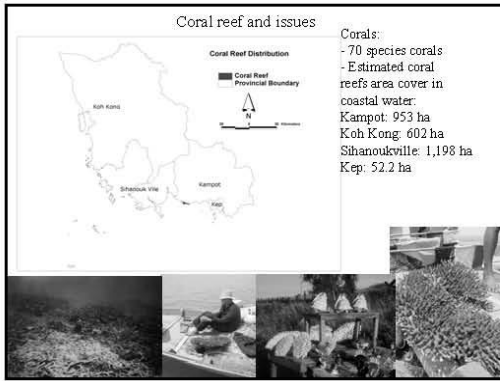 Coral reef and issues
Corals:
- 70 species corals
- Estimated coral
reefs area cover in
coastal water:
Kampot: 953 ha
Koh Kong: 602 ha
Sihanoukville: 1,198 ha
Kep: 52.2 ha
Coral Reef Distribution
Coral Reef
Provincial Boundary
N
Koh Kong
Sihanouk Ville
Kampot
Kep